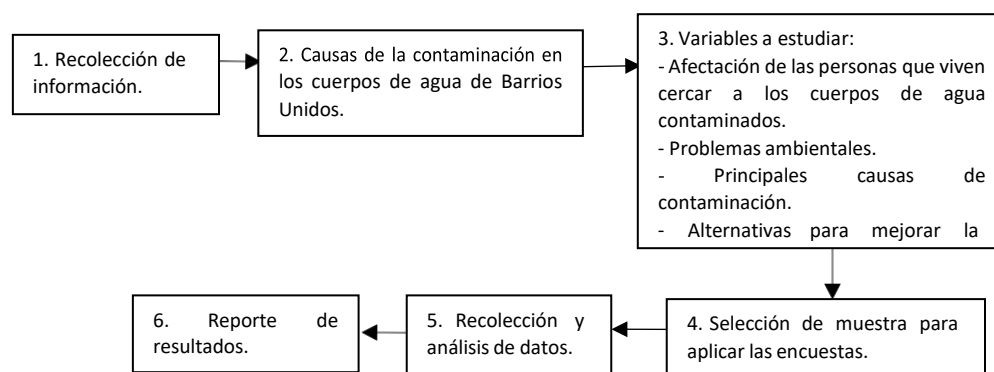 1. Recolección de
información.
2. Causas de la contaminación en
los cuerpos de agua de Barrios
Unidos.
3. Variables a estudiar:
- Afectación de las personas que viven
cercar a los cuerpos de agua
contaminados.
- Problemas ambientales.
- Principales causas de
contaminación.
- Alternativas para mejorar la
4. Selección de muestra para
aplicar las encuestas.
5. Recolección y
análisis de datos.
6. Reporte de
resultados.